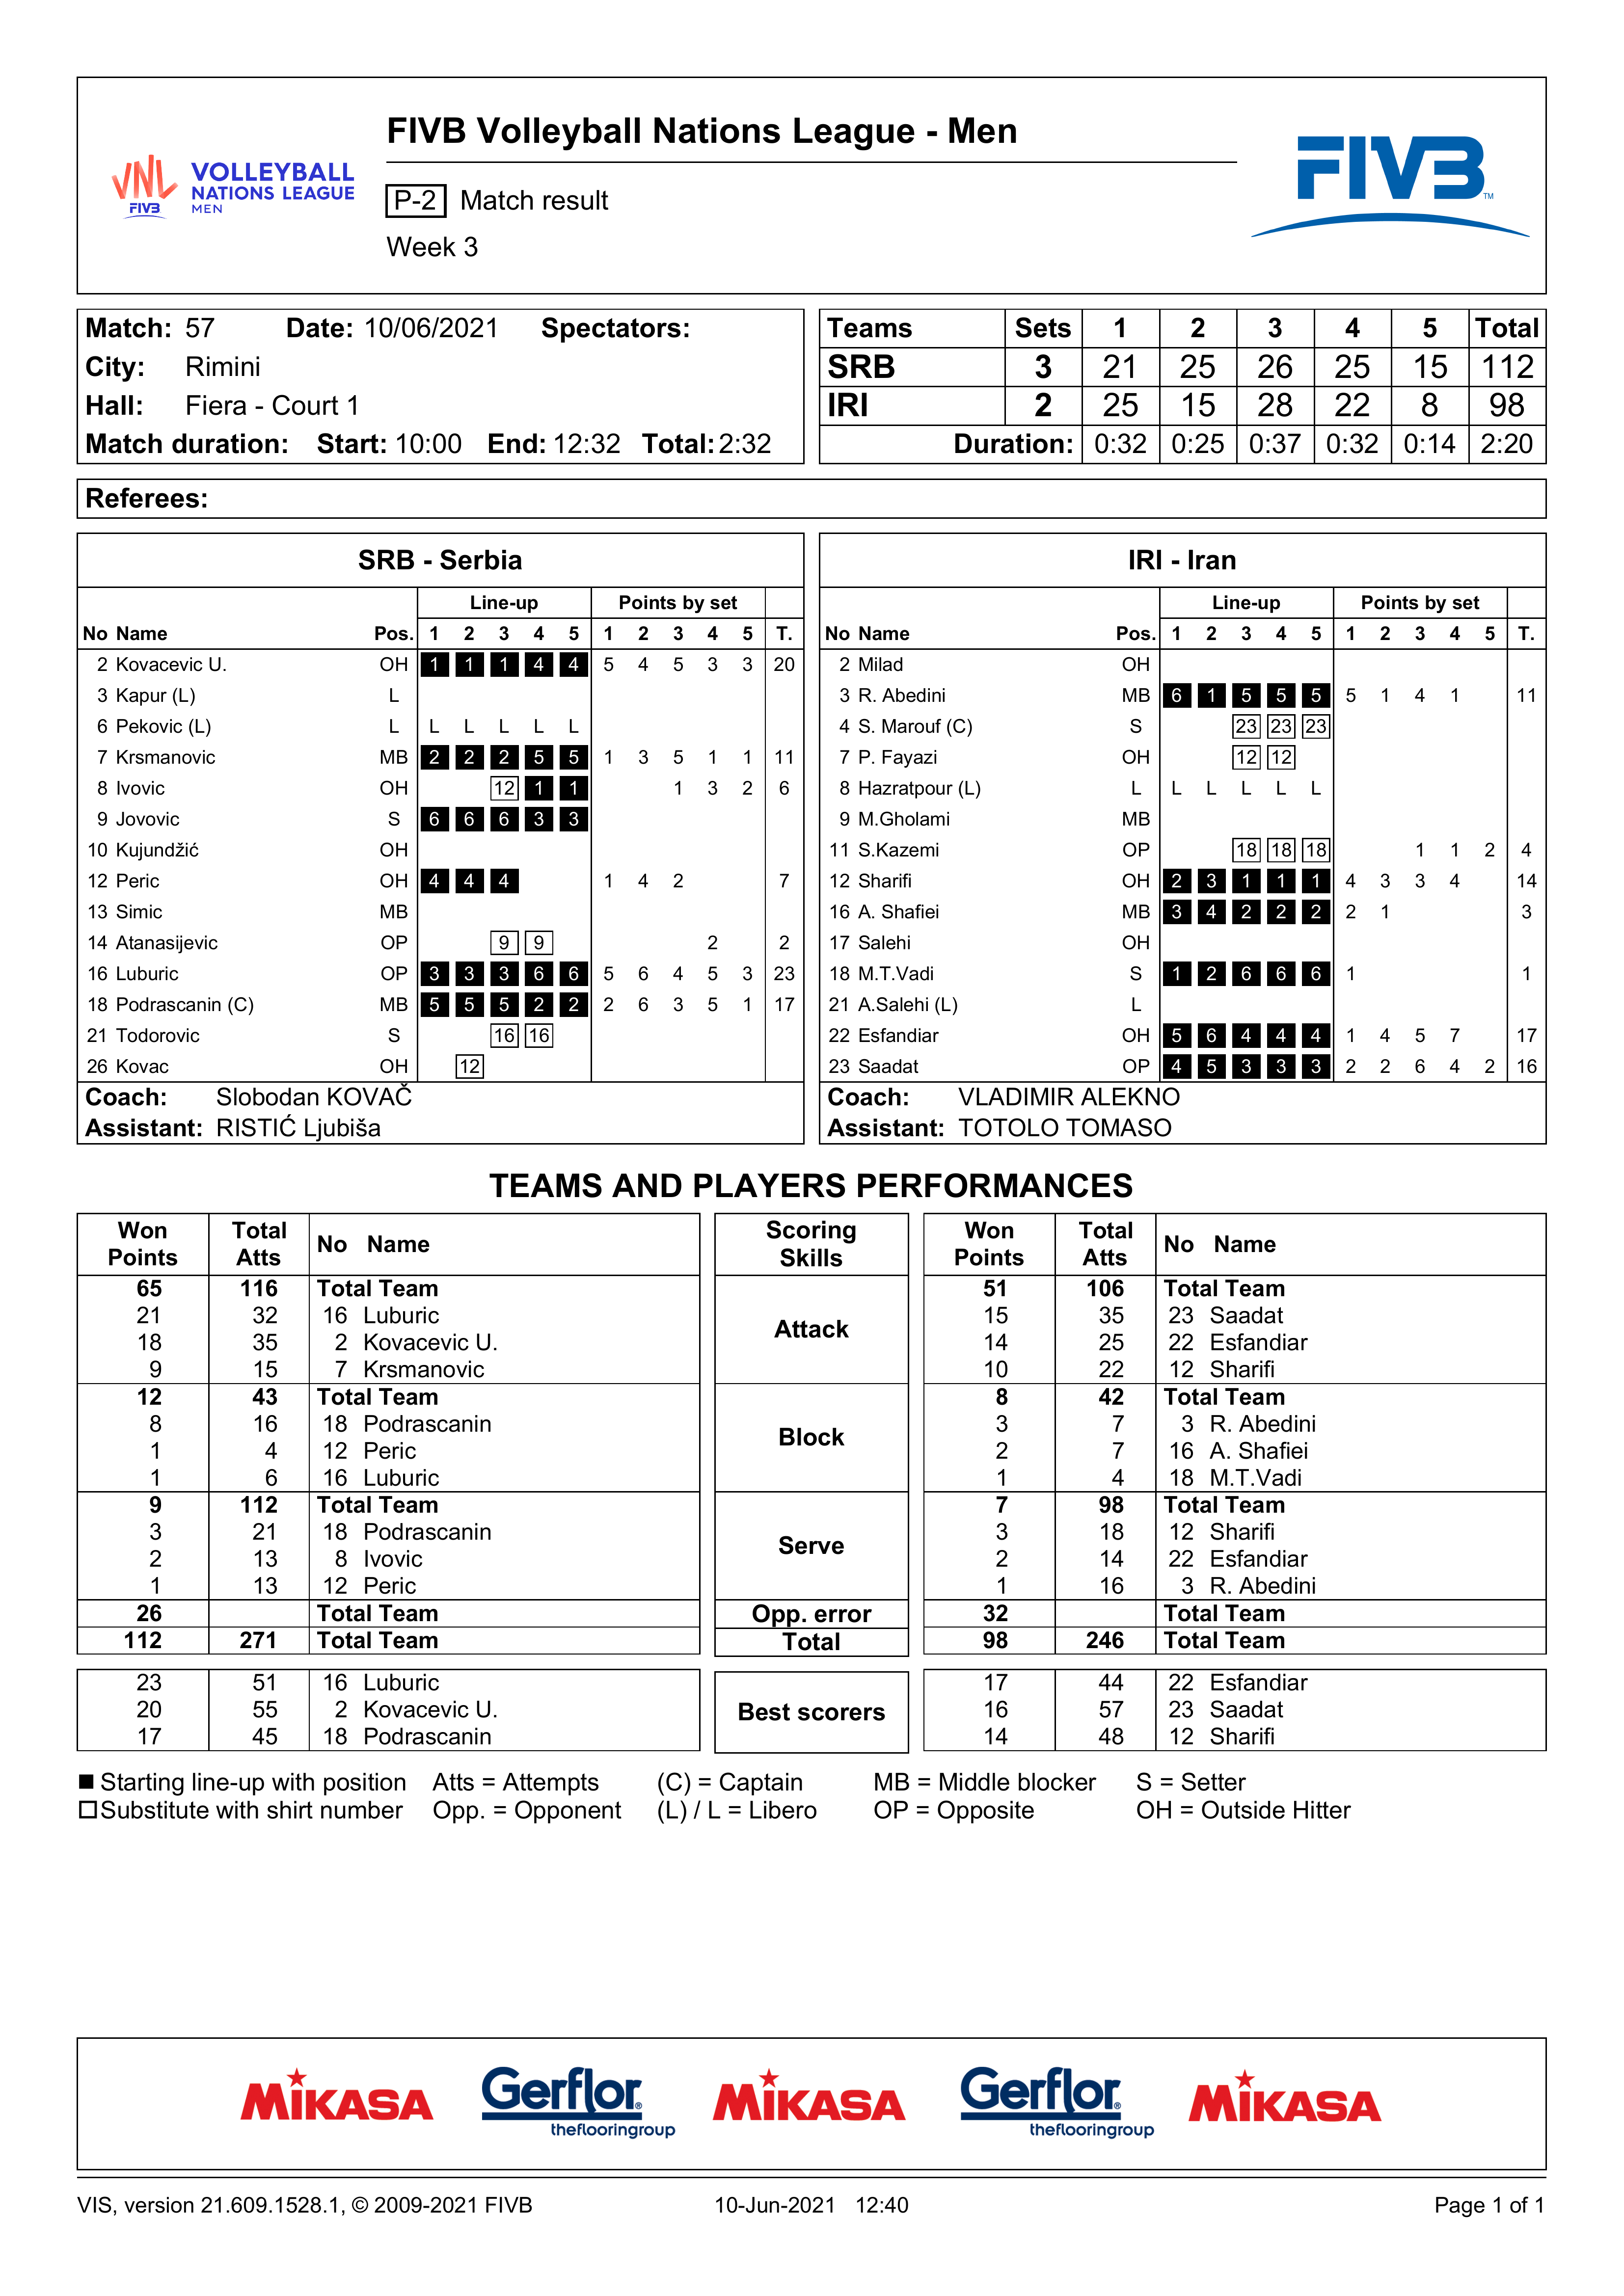 FIVB Volleyball Nations League - Men
VNL FIVB VOLLEYBALL NATIONS LEAGUE MEN
P-2 Match result
Week 3
FIVB TM
Match: 57 Date: 10/06/2021 Spectators:
City: Rimini
Hall: Fiera - Court 1
Match duration: Start: 10:00 End: 12:32 Total: 2:32
Teams Sets 1 2 3 4 5 Total
SRB 3 21 25 26 25 15 112
IRI 2 25 15 28 22 8 98
Duration: 0:32 0:25 0:37 0:32 0:14 2:20
Referees:
SRB - Serbia
Line-up Points by set
No Name Pos. 1 2 3 4 5 1 2 3 4 5 T.
2 Kovacevic U. OH 1 1 1 4 4 5 4 5 3 3 20
3 Kapur (L) L
6 Pekovic (L) L L L L L L
7 Krsmanovic MB 2 2 2 5 5 1 3 5 1 1 11
8 Ivovic OH 12 1 1 1 3 2 6
9 Jovovic S 6 6 6 3 3
10 Kujundžić OH
12 Peric OH 4 4 4 1 4 2 7
13 Simic MB
14 Atanasijevic OP 9 9 2 2
16 Luburic OP 3 3 3 6 6 5 6 4 5 3 23
18 Podrascanin (C) MB 5 5 5 2 2 2 6 3 5 1 17
21 Todorovic S 16 16
26 Kovac OH 12
Coach: Slobodan KOVAČ
Assistant: RISTIĆ Ljubiša
IRI - Iran
Line-up Points by set
No Name Pos. 1 2 3 4 5 1 2 3 4 5 T.
2 Milad OH
3 R. Abedini MB 6 1 5 5 5 5 1 4 1 11
4 S. Marouf (C) S 23 23 23
7 P. Fayazi OH 12 12
8 Hazratpour (L) L L L L L L
9 M.Gholami MB
11 S.Kazemi OP 18 18 18 1 1 2 4
12 Sharifi OH 2 3 1 1 1 4 3 3 4 14
16 A. Shafiei MB 3 4 2 2 2 2 1 3
17 Salehi OH
18 M.T.Vadi S 1 2 6 6 6 1 1
21 A.Salehi (L) L
22 Esfandiar OH 5 6 4 4 4 1 4 5 7 17
23 Saadat OP 4 5 3 3 3 2 2 6 4 2 16
Coach: VLADIMIR ALEKNO
Assistant: TOTOLO TOMASO
TEAMS AND PLAYERS PERFORMANCES
Won Points Total Atts No Name Scoring Skills Won Points Total Atts No Name
65 116 Total Team Attack 51 106 Total Team
21 32 16 Luburic 15 35 23 Saadat
18 35 2 Kovacevic U. 14 25 22 Esfandiar
9 15 7 Krsmanovic 10 22 12 Sharifi
12 43 Total Team Block 8 42 Total Team
8 16 18 Podrascanin 3 7 3 R. Abedini
1 4 12 Peric 2 7 16 A. Shafiei
1 6 16 Luburic 1 4 18 M.T.Vadi
9 112 Total Team Serve 7 98 Total Team
3 21 18 Podrascanin 3 18 12 Sharifi
2 13 8 Ivovic 2 14 22 Esfandiar
1 13 12 Peric 1 16 3 R. Abedini
26 Total Team Opp. error 32 Total Team
112 271 Total Team Total 98 246 Total Team
23 51 16 Luburic Best scorers 17 44 22 Esfandiar
20 55 2 Kovacevic U. 16 57 23 Saadat
17 45 18 Podrascanin 14 48 12 Sharifi
Starting line-up with position Atts = Attempts (C) = Captain MB = Middle blocker S = Setter
Substitute with shirt number Opp. = Opponent (L) / L = Libero OP = Opposite OH = Outside Hitter
MIKASA Gerflor® theflooringgroup MIKASA Gerflor® theflooringgroup MIKASA
VIS, version 21.609.1528.1, © 2009-2021 FIVB 10-Jun-2021 12:40 Page 1 of 1